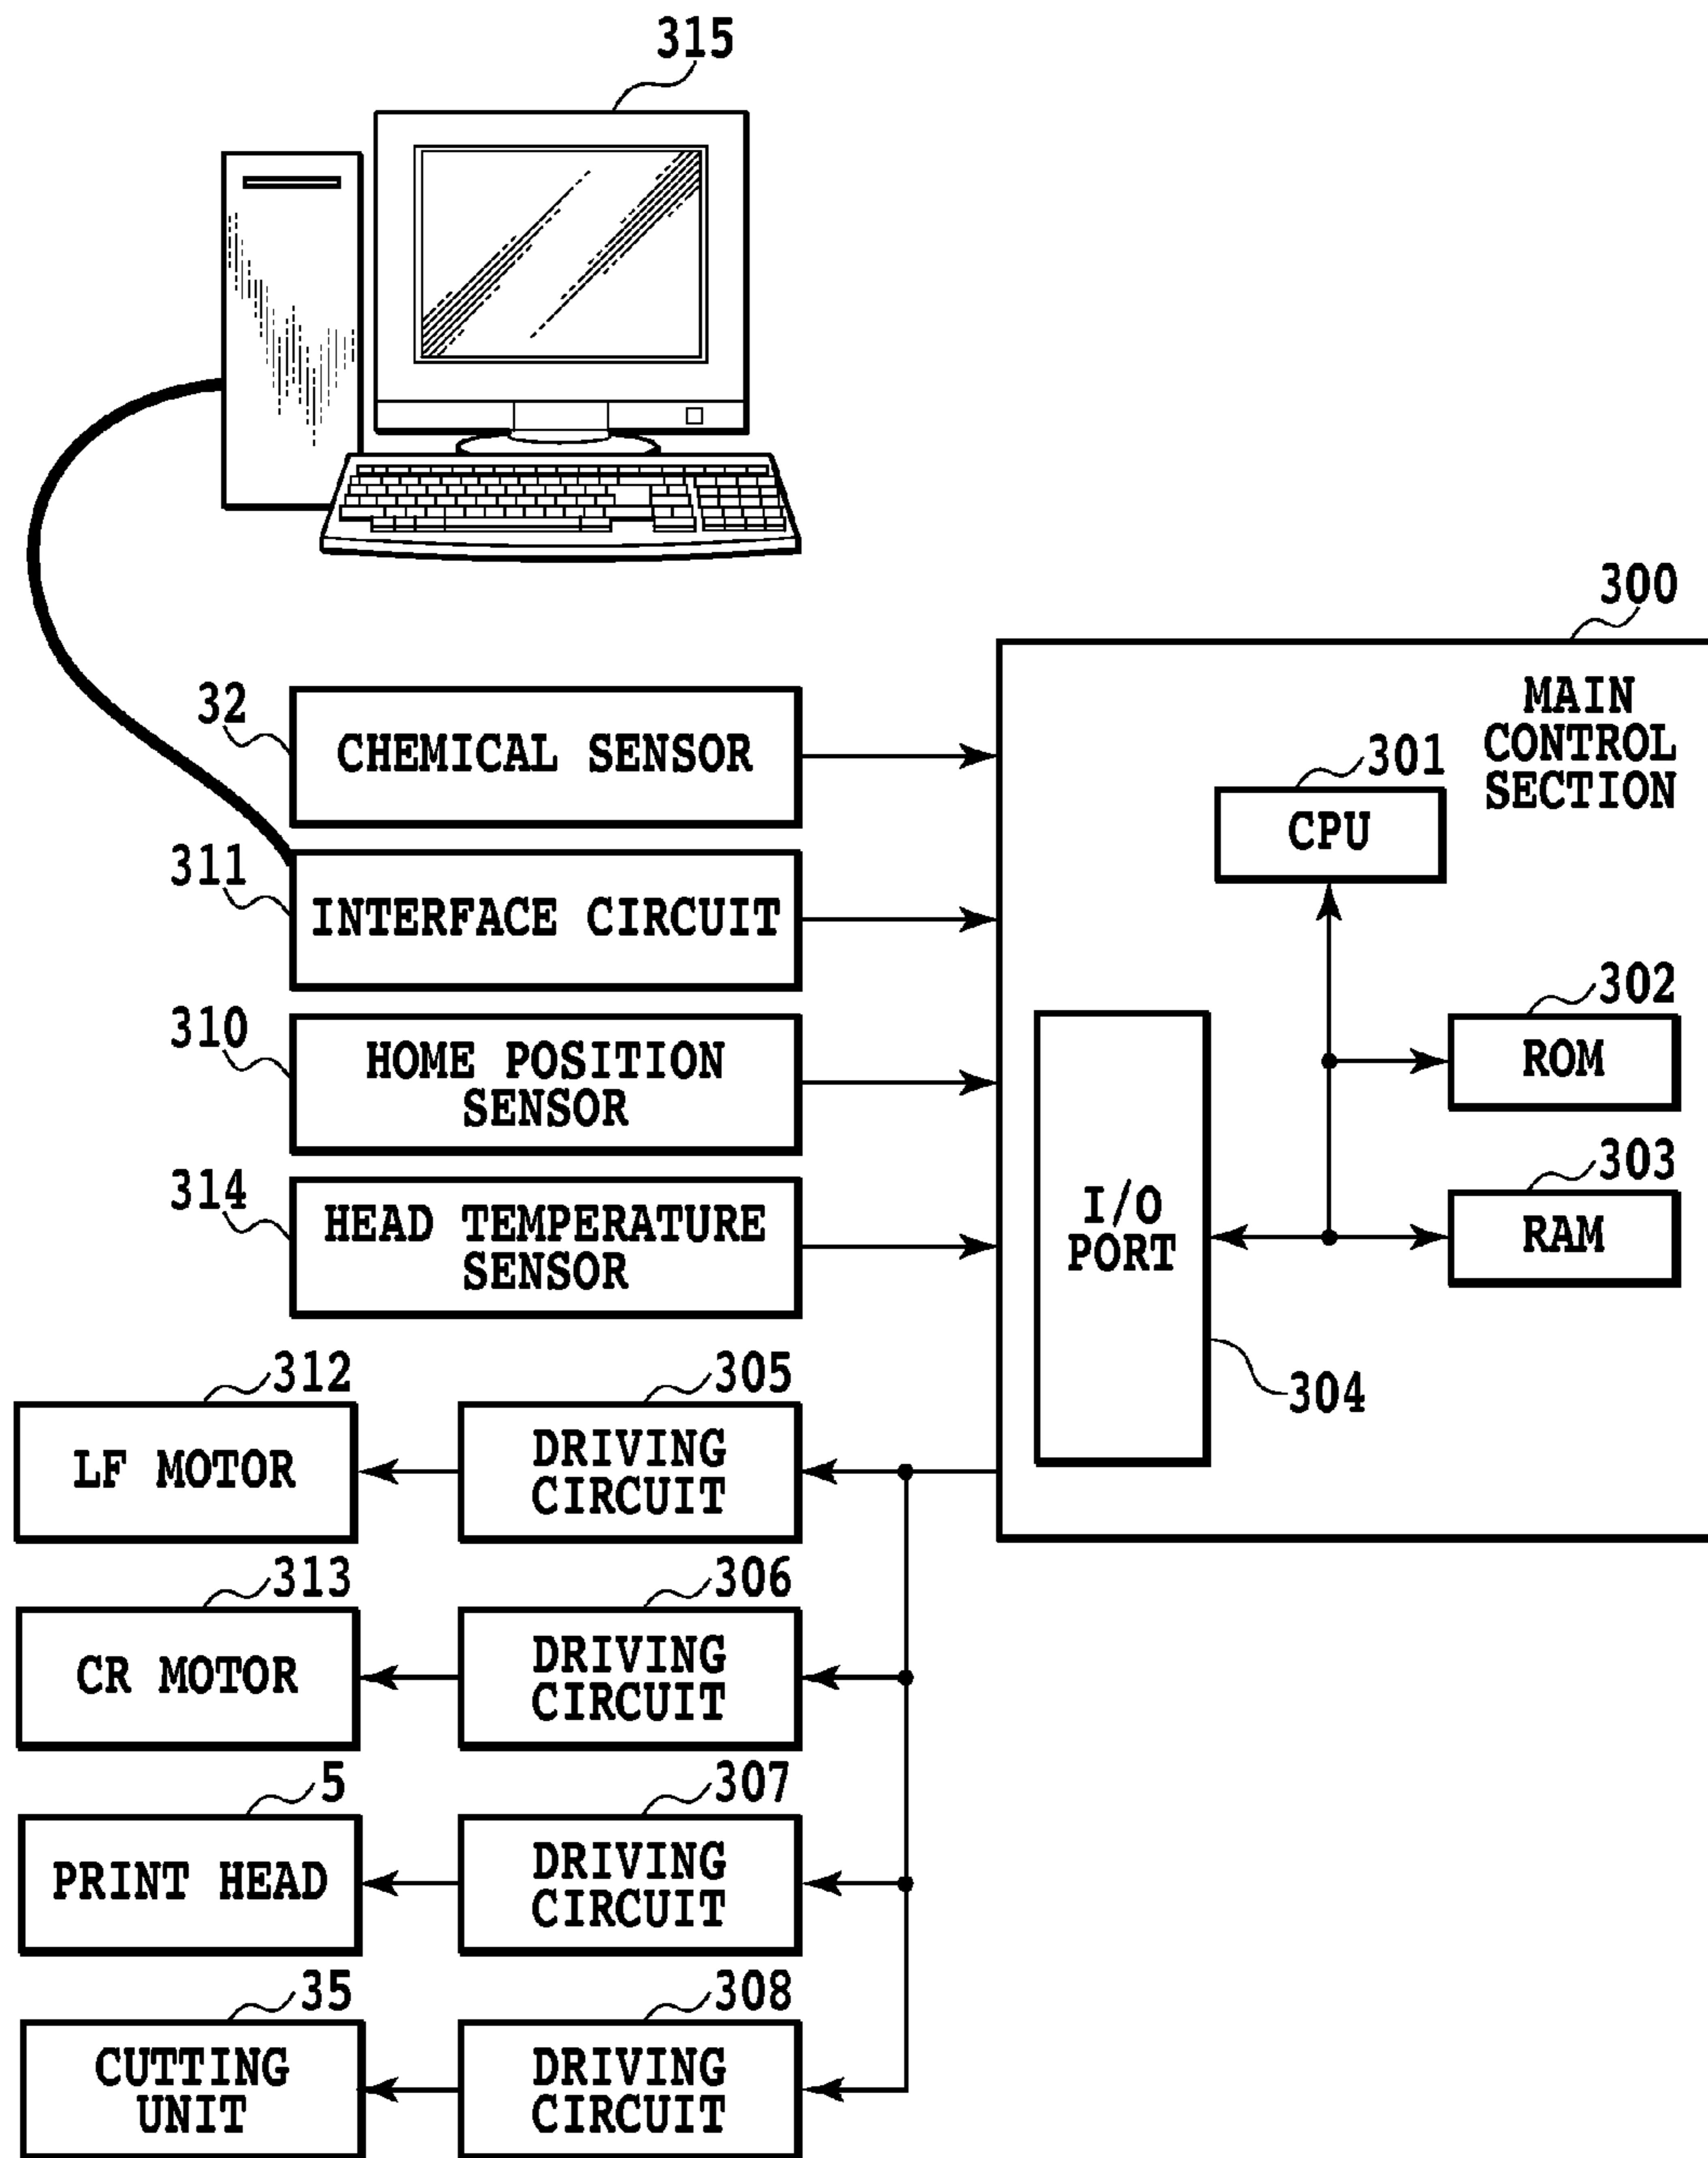 315
300
MAIN
CONTROL
SECTION
32
CHEMICAL SENSOR
301
CPU
311
INTERFACE CIRCUIT
302
ROM
310
HOME POSITION
SENSOR
303
RAM
314
HEAD TEMPERATURE
SENSOR
I/O
PORT
304
312
LF MOTOR
305
DRIVING
CIRCUIT
313
CR MOTOR
306
DRIVING
CIRCUIT
5
PRINT HEAD
307
DRIVING
CIRCUIT
35
CUTTING
UNIT
308
DRIVING
CIRCUIT